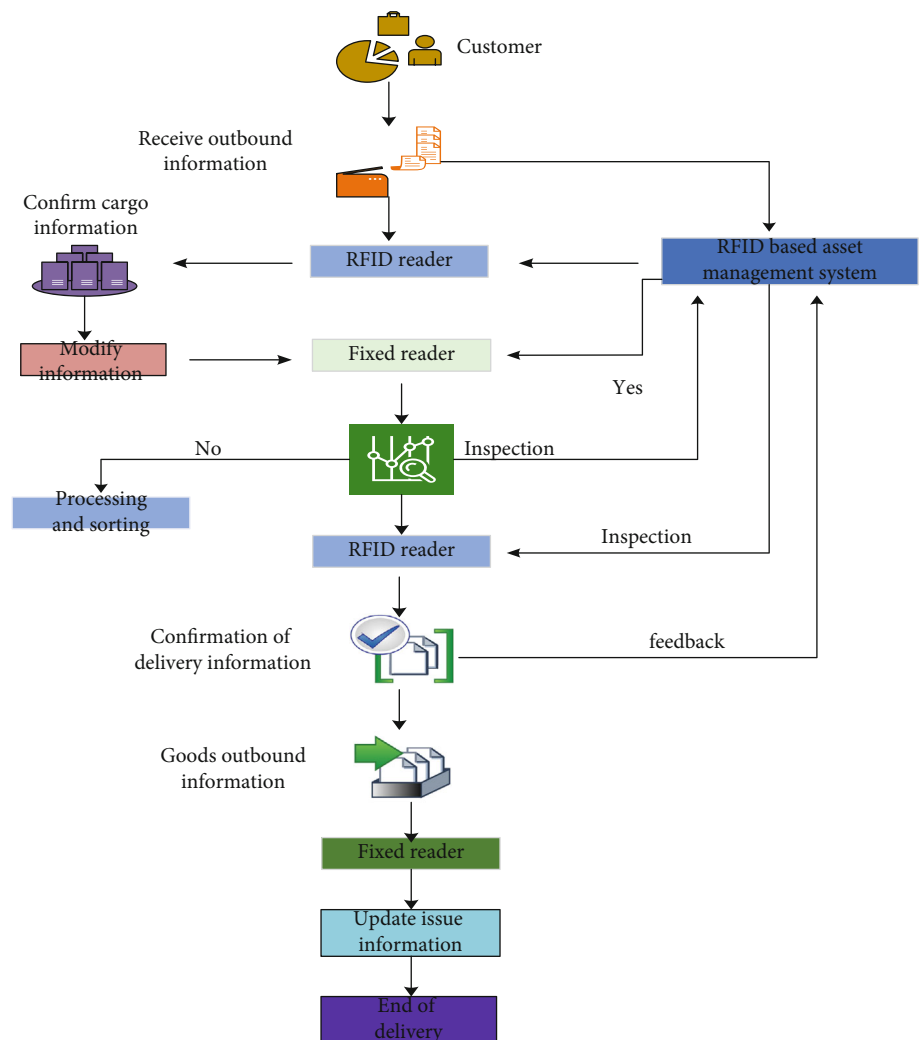 Customer
Receive outbound
information
Confirm cargo
information
RFID reader
RFID based asset
management system
Modify
information
Fixed reader
Yes
No
Inspection
Processing
and sorting
RFID reader
Inspection
Confirmation of
delivery information
feedback
Goods outbound
information
Fixed reader
Update issue
information
End of
delivery